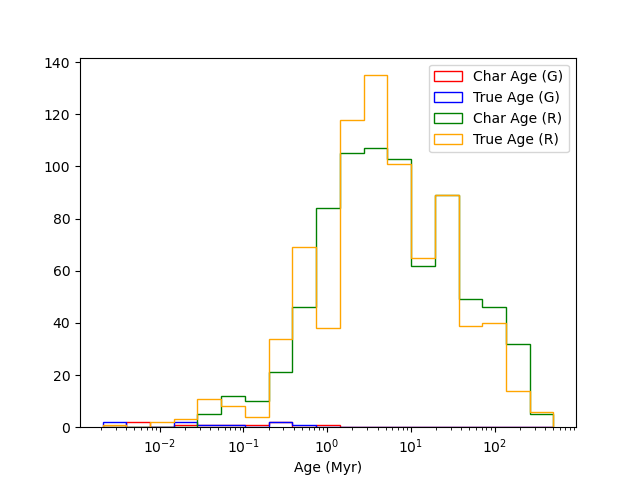 140
120
100
80
60
40
20
0
10⁻² 10⁻¹ 10⁰ 10¹ 10²
Age (Myr)
Char Age (G)
True Age (G)
Char Age (R)
True Age (R)